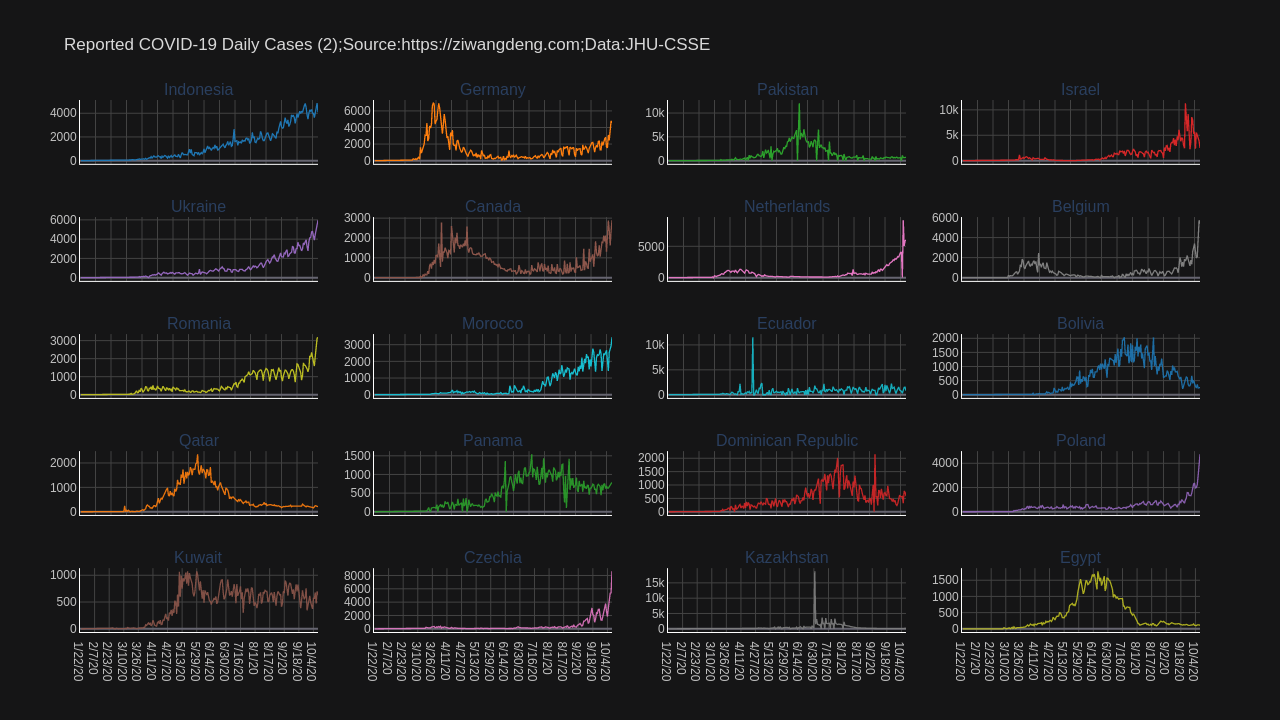 Reported COVID-19 Daily Cases (2);Source:https://ziwangdeng.com;Data:JHU-CSSE
Indonesia
4000
2000
0
Germany
6000
4000
2000
0
Pakistan
10k
5k
0
Israel
10k
5k
0
Ukraine
6000
4000
2000
0
Canada
3000
2000
1000
0
Netherlands
5000
0
Belgium
6000
4000
2000
0
Romania
3000
2000
1000
0
Morocco
3000
2000
1000
0
Ecuador
10k
5k
0
Bolivia
2000
1500
1000
500
0
Qatar
2000
1000
0
Panama
1500
1000
500
0
Dominican Republic
2000
1500
1000
500
0
Poland
4000
2000
0
Kuwait
1000
500
0
Czechia
8000
6000
4000
2000
0
Kazakhstan
15k
10k
5k
0
Egypt
1500
1000
500
0
1/22/20 2/7/20 2/23/20 3/10/20 3/26/20 4/11/20 4/27/20 5/13/20 5/29/20 6/14/20 6/30/20 7/16/20 8/1/20 8/17/20 9/2/20 9/18/20 10/4/20
1/22/20 2/7/20 2/23/20 3/10/20 3/26/20 4/11/20 4/27/20 5/13/20 5/29/20 6/14/20 6/30/20 7/16/20 8/1/20 8/17/20 9/2/20 9/18/20 10/4/20
1/22/20 2/7/20 2/23/20 3/10/20 3/26/20 4/11/20 4/27/20 5/13/20 5/29/20 6/14/20 6/30/20 7/16/20 8/1/20 8/17/20 9/2/20 9/18/20 10/4/20
1/22/20 2/7/20 2/23/20 3/10/20 3/26/20 4/11/20 4/27/20 5/13/20 5/29/20 6/14/20 6/30/20 7/16/20 8/1/20 8/17/20 9/2/20 9/18/20 10/4/20